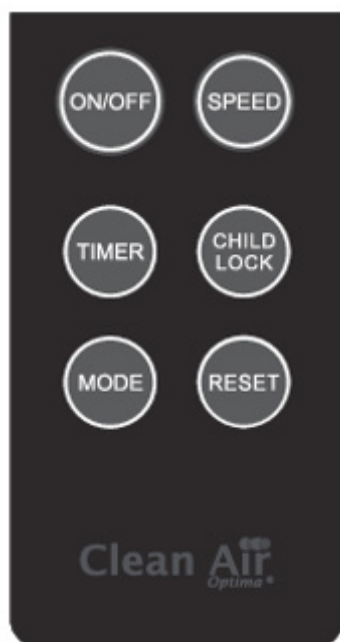 ON/OFF
SPEED
TIMER
CHILD
LOCK
MODE
RESET
Clean Air
Optima®